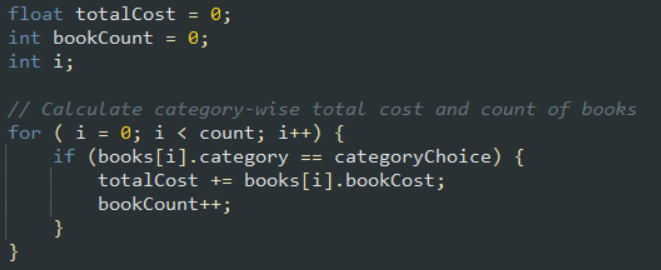 float totalCost = 0;
int bookCount = 0;
int i;
// Calculate category-wise total cost and count of books
for ( i = 0; i < count; i++) {
if (books[i].category == categoryChoice) {
totalCost += books[i].bookCost;
bookCount++;
}
}